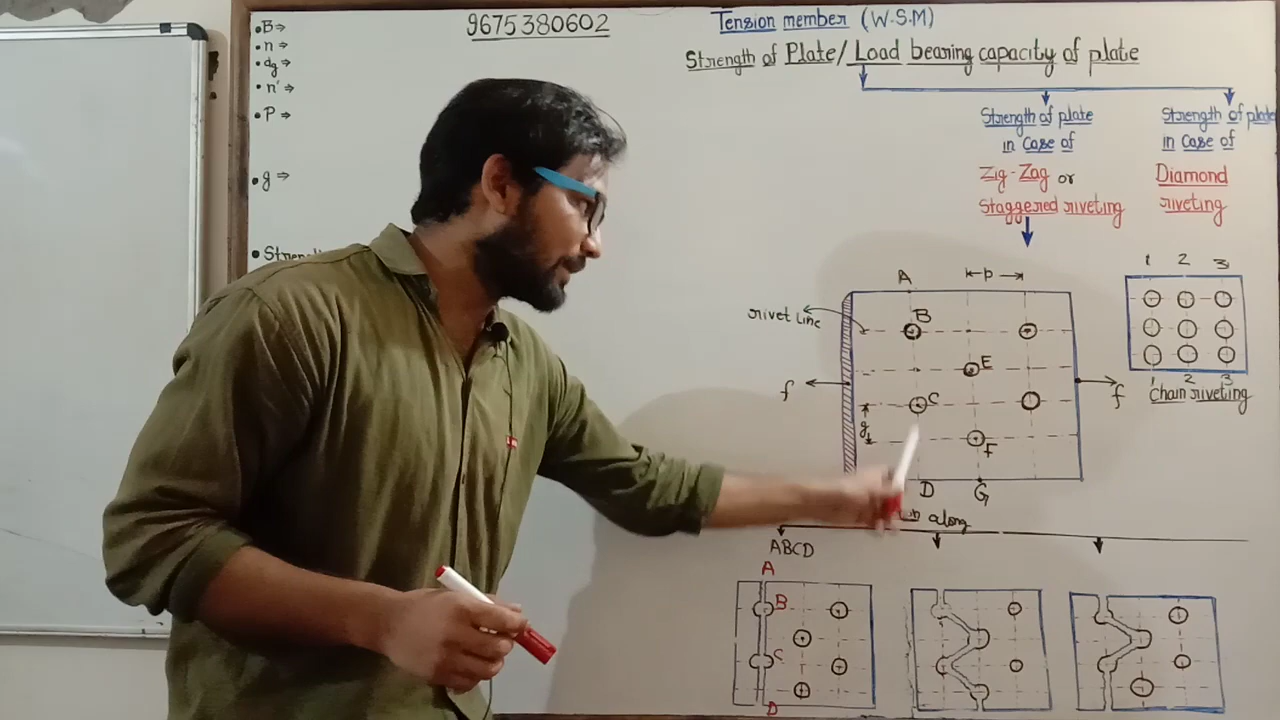 •B⇒
•n⇒
•dg⇒
•n'⇒
•P⇒
•g⇒
9675380602
Tension member (W.S.M)
Strength of Plate/Load bearing capacity of plate
Strength of plate
in case of
Zig-Zag or
Staggered riveting
Strength of plate
in case of
Diamond
riveting
1 2 3
1 2 3
Chain riveting
A
p
rivet line
B
E
C
g
F
D G
f
f
along
ABCD
A
B
C
D